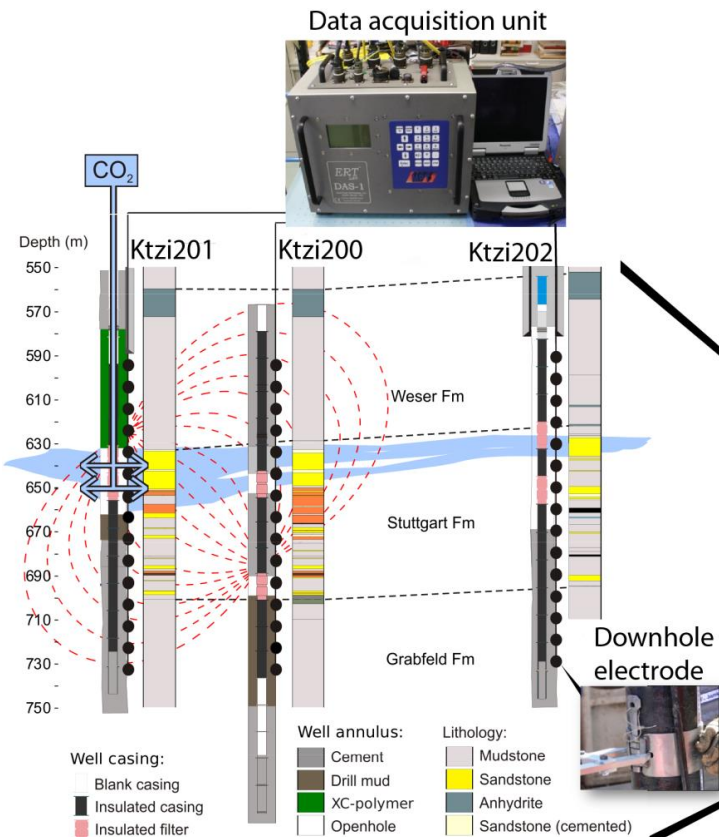 Data acquisition unit
ERT
DAS-1
CO2
Depth (m)
Ktzi201
Ktzi200
Ktzi202
550
570
590
610
630
650
670
690
710
730
750
Weser Fm
Stuttgart Fm
Grabfeld Fm
Downhole
electrode
Well casing:
Blank casing
Insulated casing
Insulated filter
Well annulus:
Cement
Drill mud
XC-polymer
Openhole
Lithology:
Mudstone
Sandstone
Anhydrite
Sandstone (cemented)